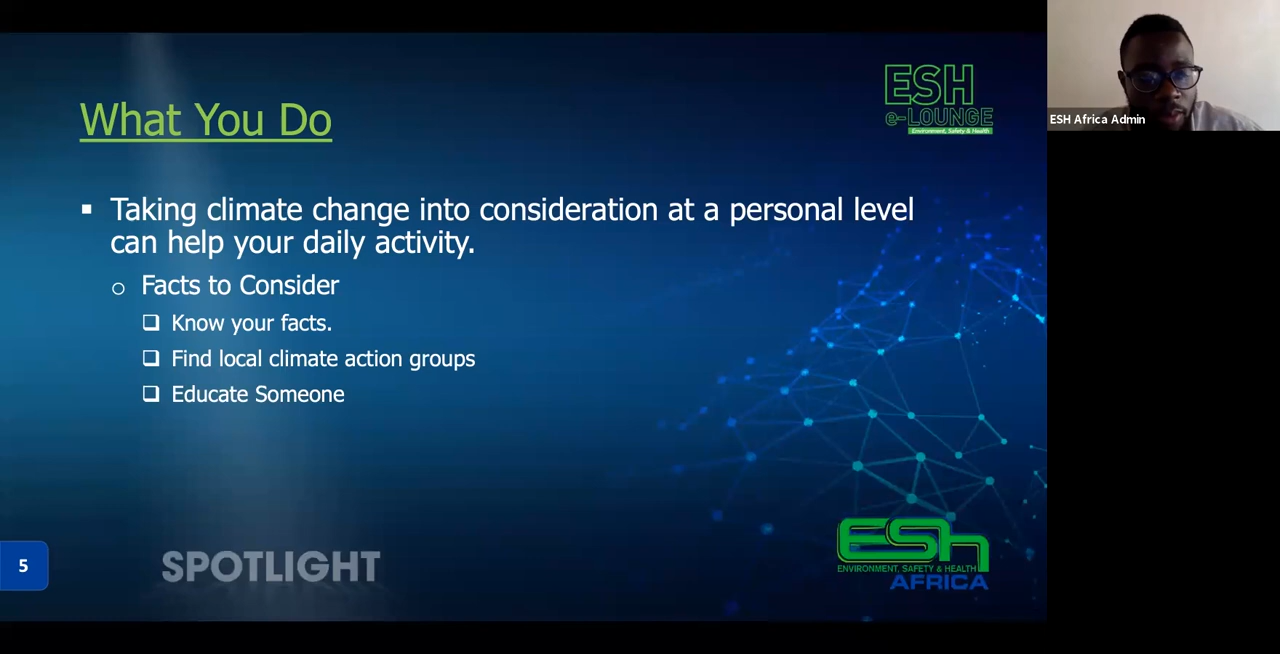 What You Do
ESH
e-LOUNGE
Environment, Safety & Health
ESH Africa Admin
Taking climate change into consideration at a personal level
can help your daily activity.
Facts to Consider
Know your facts.
Find local climate action groups
Educate Someone
5
SPOTLIGHT
ESh
ENVIRONMENT, SAFETY & HEALTH
AFRICA